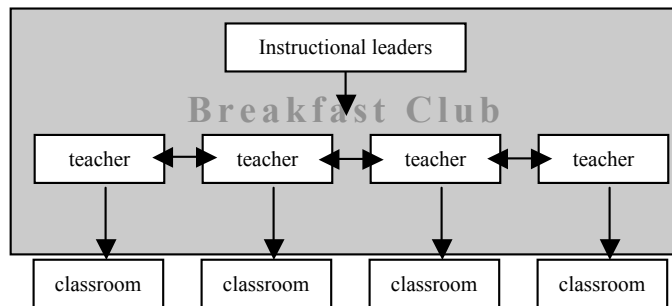 Instructional leaders
Breakfast Club
teacher teacher teacher teacher
classroom classroom classroom classroom